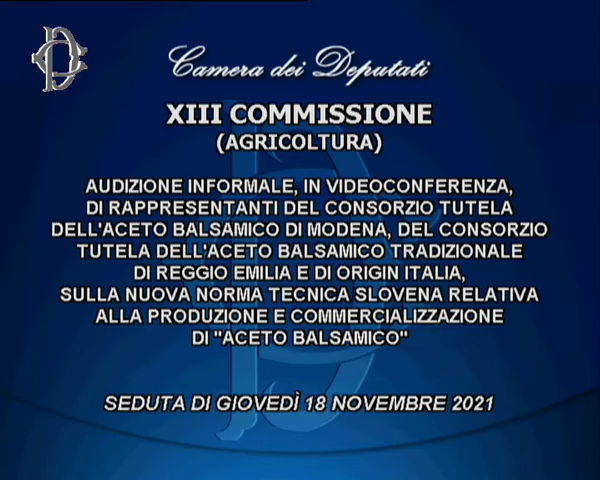 Camera dei Deputati
XIII COMMISSIONE
(AGRICOLTURA)
AUDIZIONE INFORMALE, IN VIDEOCONFERENZA,
DI RAPPRESENTANTI DEL CONSORZIO TUTELA
DELL'ACETO BALSAMICO DI MODENA, DEL CONSORZIO
TUTELA DELL'ACETO BALSAMICO TRADIZIONALE
DI REGGIO EMILIA E DI ORIGIN ITALIA,
SULLA NUOVA NORMA TECNICA SLOVENA RELATIVA
ALLA PRODUZIONE E COMMERCIALIZZAZIONE
DI "ACETO BALSAMICO"
SEDUTA DI GIOVEDÌ 18 NOVEMBRE 2021